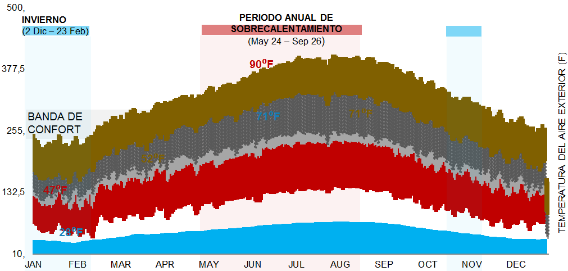 500,
377,5
255,
132,5
10,
INVIERNO
(2 Dic – 23 Feb)
PERIODO ANUAL DE
SOBRECALENTAMIENTO
(May 24 – Sep 26)
90ºF
BANDA DE
CONFORT
47ºF
TEMPERATURA DEL AIRE EXTERIOR (F)
JAN FEB MAR APR MAY JUN JUL AUG SEP OCT NOV DEC